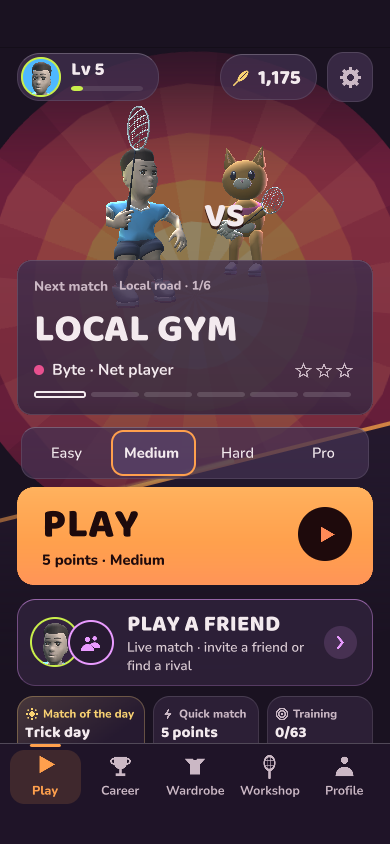 Lv 5
1,175
VS
Next match Local road · 1/6
LOCAL GYM
Byte · Net player
Easy Medium Hard Pro
PLAY
5 points · Medium
PLAY A FRIEND
Live match · invite a friend or
find a rival
Match of the day
Trick day
Quick match
5 points
Training
0/63
Play Career Wardrobe Workshop Profile